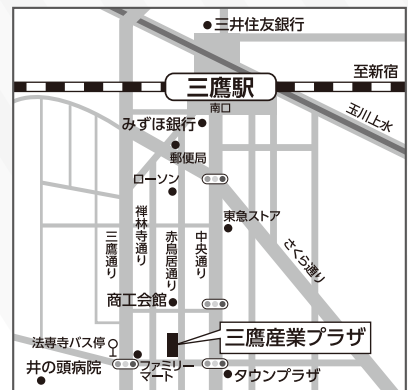 三井住友銀行
至新宿
三鷹駅
南口
玉川上水
みずほ銀行
郵便局
ローソン
東急ストア
三鷹通り
禅林寺通り
赤鳥居通り
中央通り
さくら通り
商工会館
三鷹産業プラザ
法専寺バス停
井の頭病院
ファミリー
マート
タウンプラザ